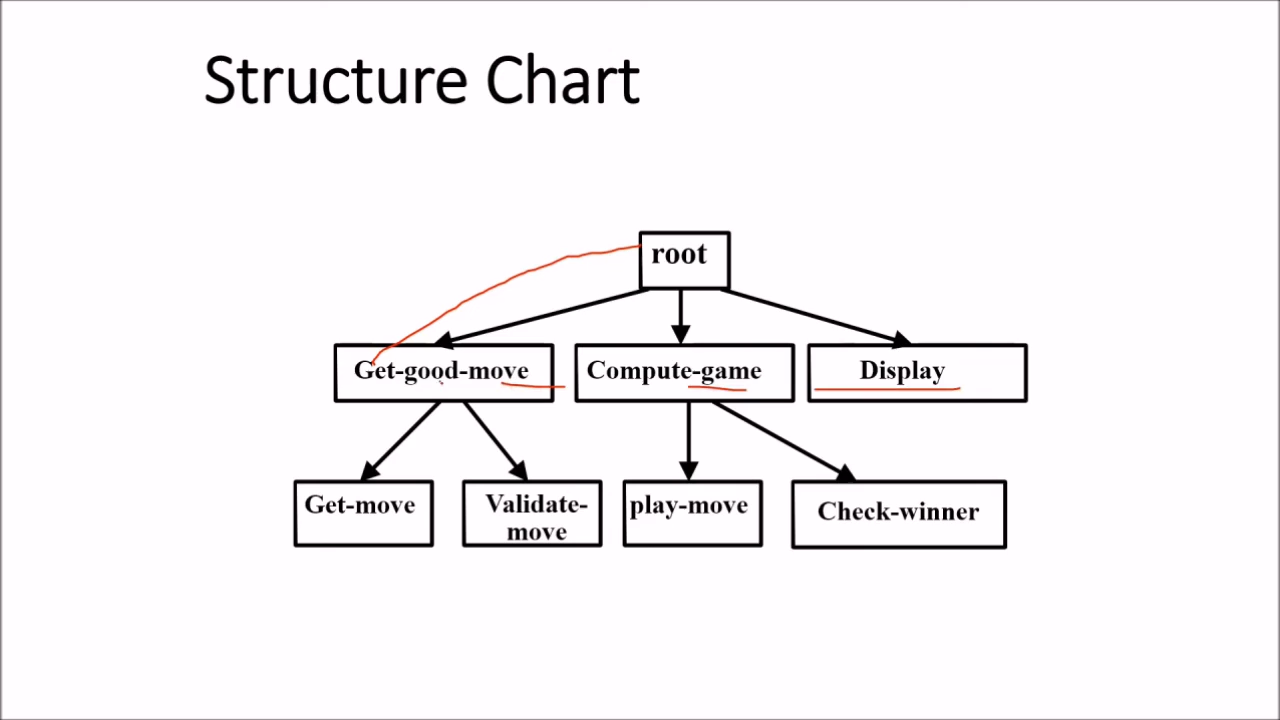 Structure Chart
root
Get-good-move
Compute-game
Display
Get-move
Validate-
move
play-move
Check-winner